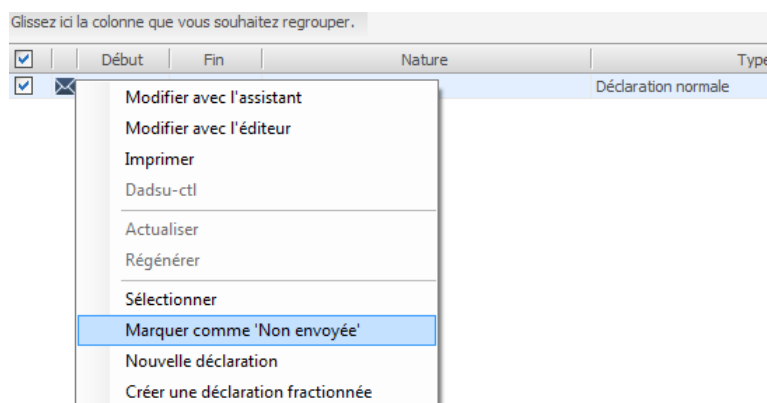 Glissez ici la colonne que vous souhaitez regrouper.
Début Fin Nature Type
Déclaration normale
Modifier avec l'assistant
Modifier avec l'éditeur
Imprimer
Dadsu-ctl
Actualiser
Régénérer
Sélectionner
Marquer comme 'Non envoyée'
Nouvelle déclaration
Créer une déclaration fractionnée